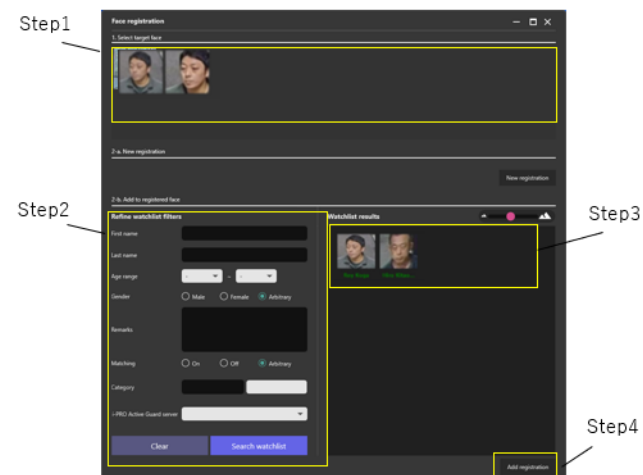 Step1
Face registration
1. Select target face
2-a. New registration
New registration
2-b. Add to registered face
Step2
Refine watchlist filters
First name
Last name
Age range
- - -
Gender
Male Female Arbitrary
Remarks
Matching
On Off Arbitrary
Category
i-PRO Active Guard server
Clear Search watchlist
Watchlist results
Step3
Step4
Add registration